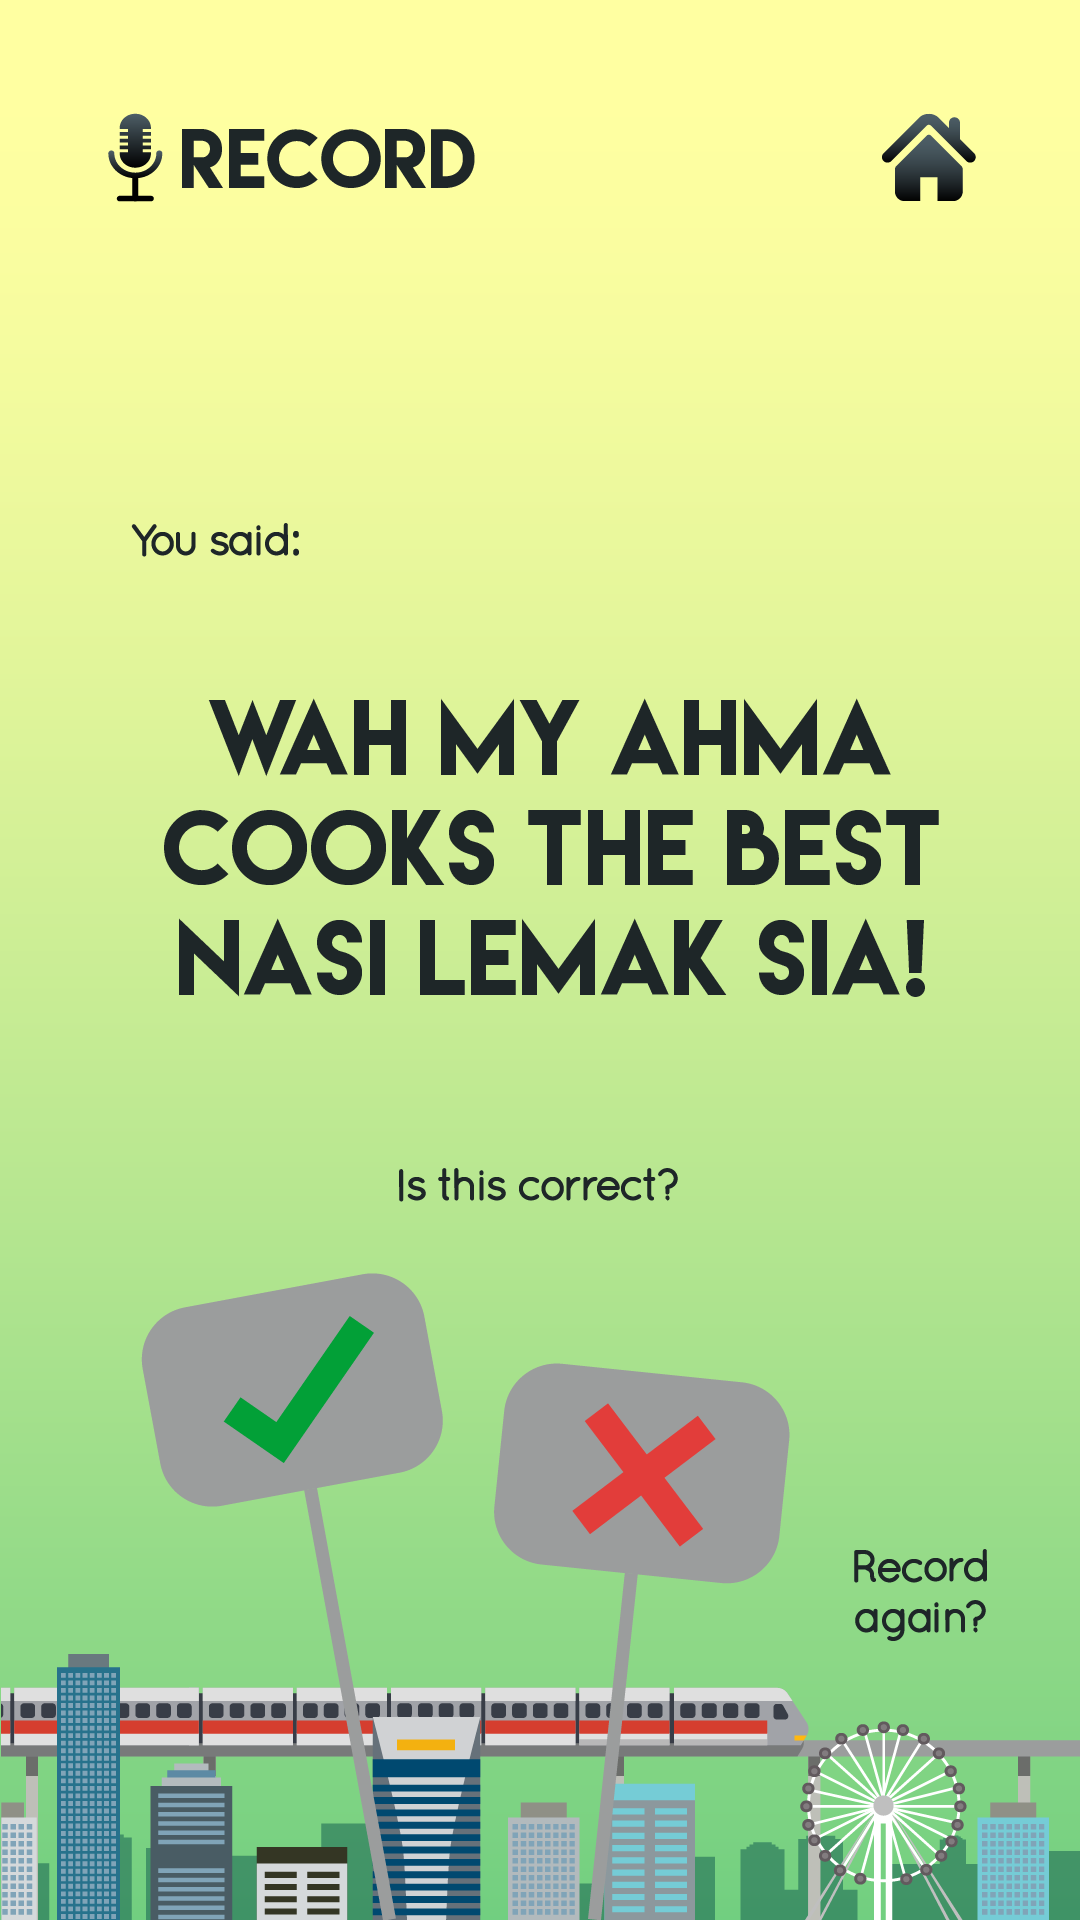 RECORD
You said:
WAH MY AHMA
COOKS THE BEST
NASI LEMAK SIA!
Is this correct?
Record
again?